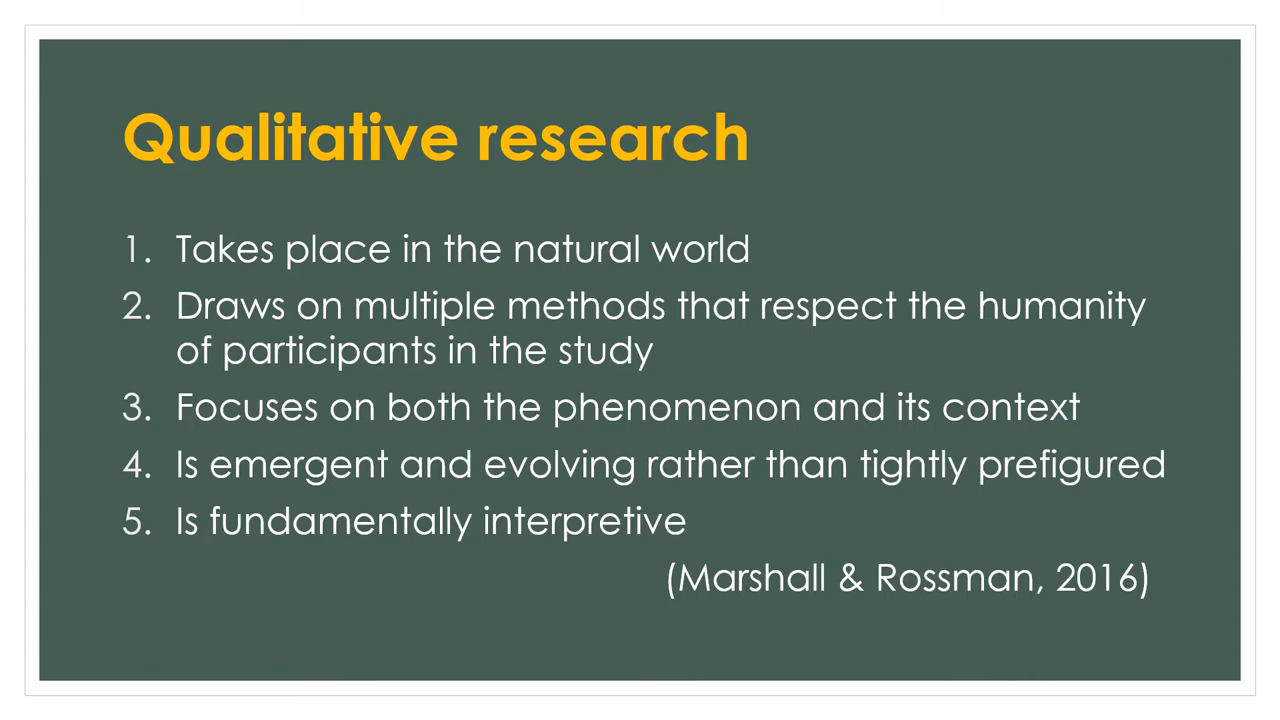 Qualitative research
1. Takes place in the natural world
2. Draws on multiple methods that respect the humanity
of participants in the study
3. Focuses on both the phenomenon and its context
4. Is emergent and evolving rather than tightly prefigured
5. Is fundamentally interpretive
(Marshall & Rossman, 2016)